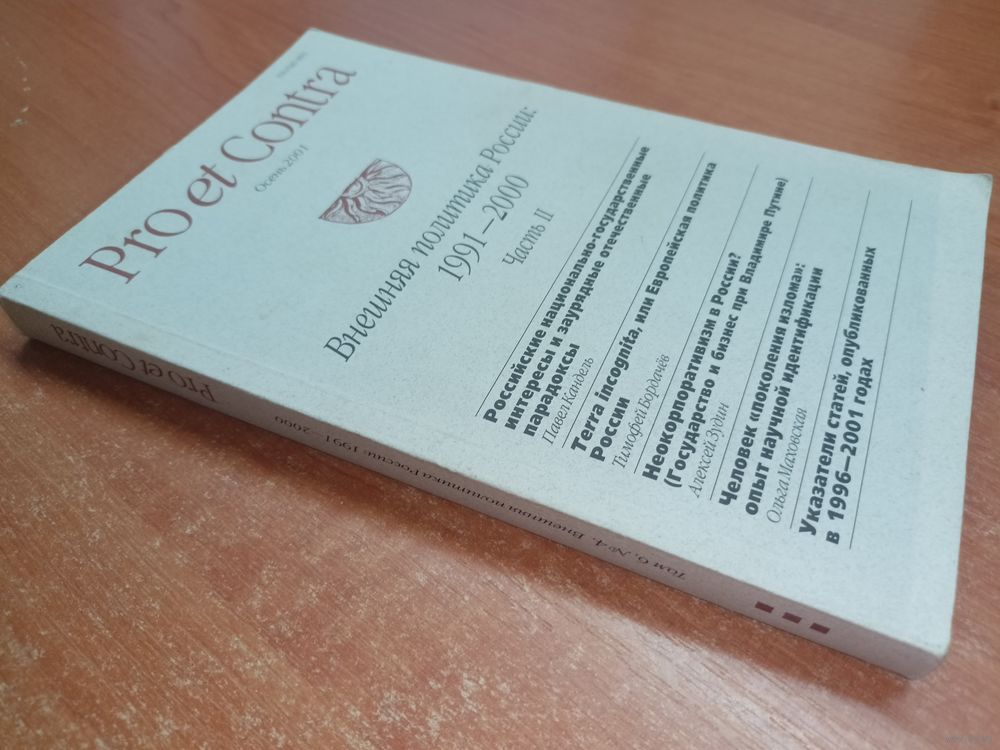 Pro et Contra
Осень 2001
Внешняя политика России:
1991—2000
Часть II
Российские национально-государственные
интересы и заурядные отечественные
парадоксы
Павел Кандель
Terra incognita, или Европейская политика
России
Тимофей Бордачёв
Неокорпоративизм в России?
(Государство и бизнес при Владимире Путине)
Алексей Зудин
Человек «поколения излома»:
опыт научной идентификации
Ольга Маховская
Указатели статей, опубликованных
в 1996—2001 годах
Pro et Contra
Том 6, № 4. Внешняя политика России: 1991—2000